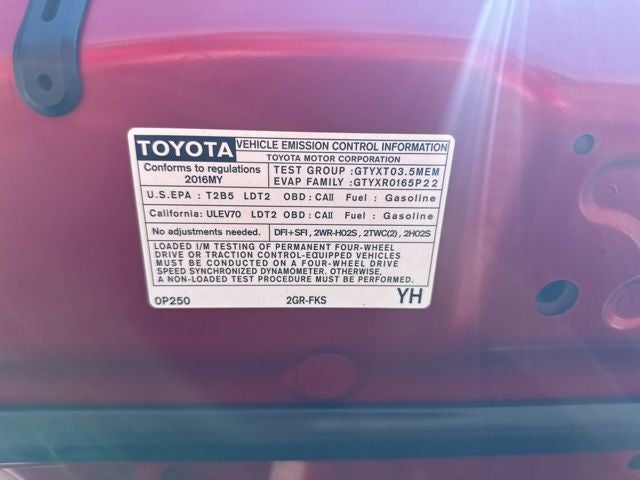 TOYOTA VEHICLE EMISSION CONTROL INFORMATION
TOYOTA MOTOR CORPORATION
Conforms to regulations
2016MY
TEST GROUP :GTYXT03.5MEM
EVAP FAMILY :GTYXR0165P22
U.S.EPA : T2B5 LDT2 OBD : CAII Fuel : Gasoline
California: ULEV70 LDT2 OBD : CAII Fuel : Gasoline
No adjustments needed. DFI+SFI , 2WR-HO2S , 2TWC(2) , 2HO2S
LOADED I/M TESTING OF PERMANENT FOUR-WHEEL
DRIVE OR TRACTION CONTROL-EQUIPPED VEHICLES
MUST BE COMPLETED ON A FOUR-WHEEL DRIVE
SPEED SYNCHRONIZED DYNAMOMETER. OTHERWISE,
A NON-LOADED TEST PROCEDURE MUST BE PERFORMED.
0P250 2GR-FKS YH